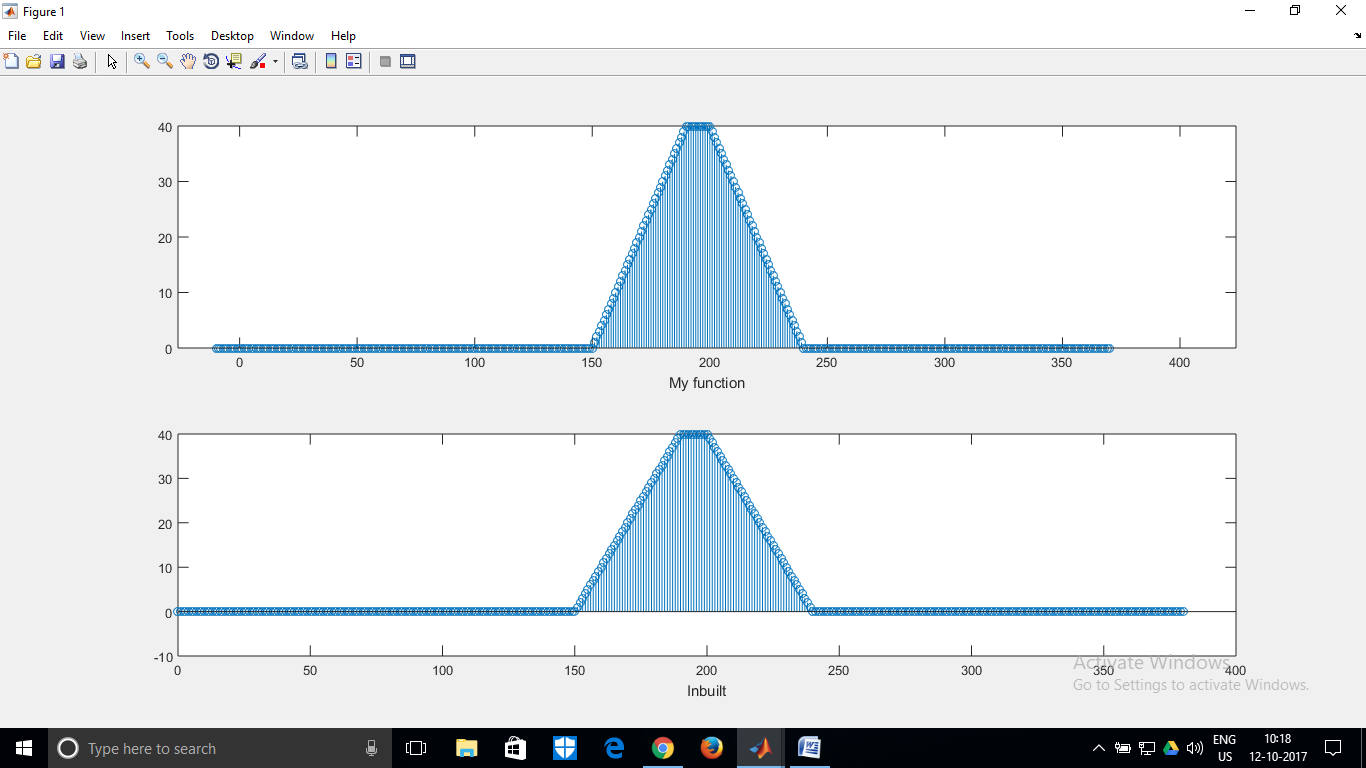 Figure 1
File Edit View Insert Tools Desktop Window Help
40
30
20
10
0
0 50 100 150 200 250 300 350 400
My function
40
30
20
10
0
-10
0 50 100 150 200 250 300 350 400
Inbuilt
Activate Windows
Go to Settings to activate Windows.
Type here to search
ENG 10:18
US 12-10-2017